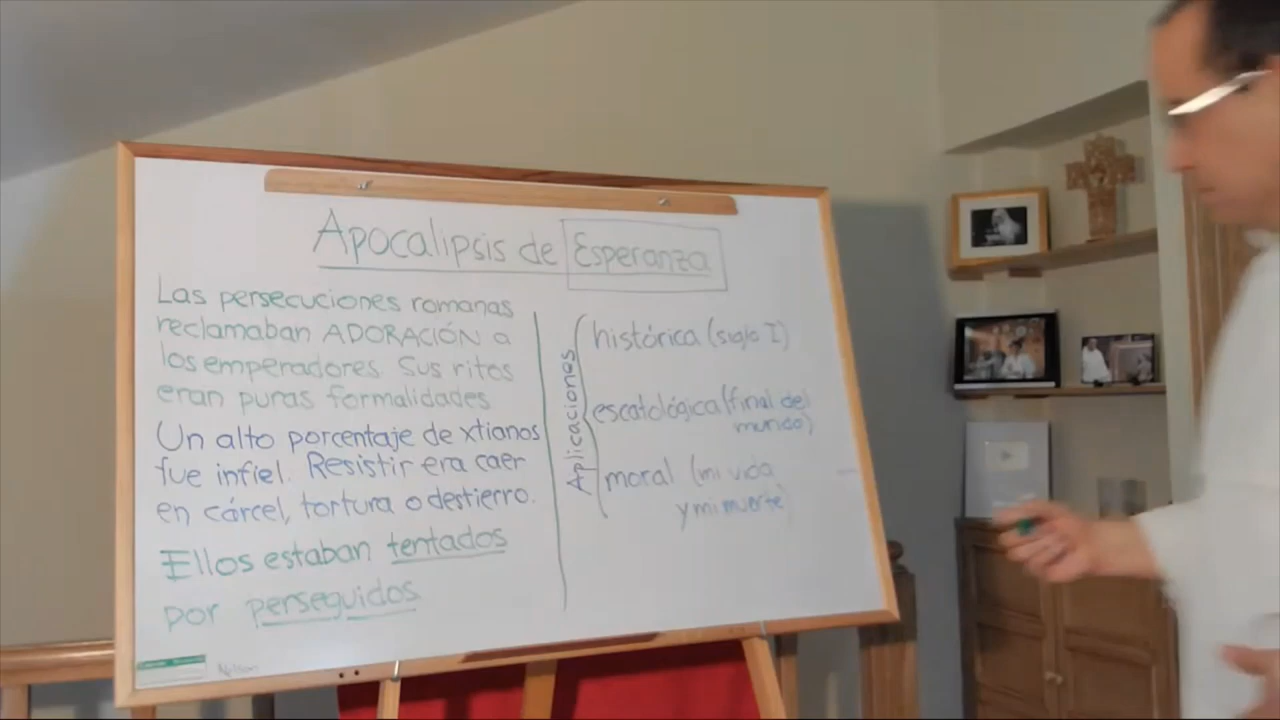 Apocalipsis de Esperanza
Las persecuciones romanas
reclamaban ADORACIÓN a
los emperadores. Sus ritos
eran puras formalidades
Un alto porcentaje de xtianos
fue infiel. Resistir era caer
en cárcel, tortura o destierro.
Ellos estaban tentados
por perseguidos
Aplicaciones
histórica (siglo I)
escatológica (final del
mundo)
moral (mi vida
y mi muerte)
Nelson